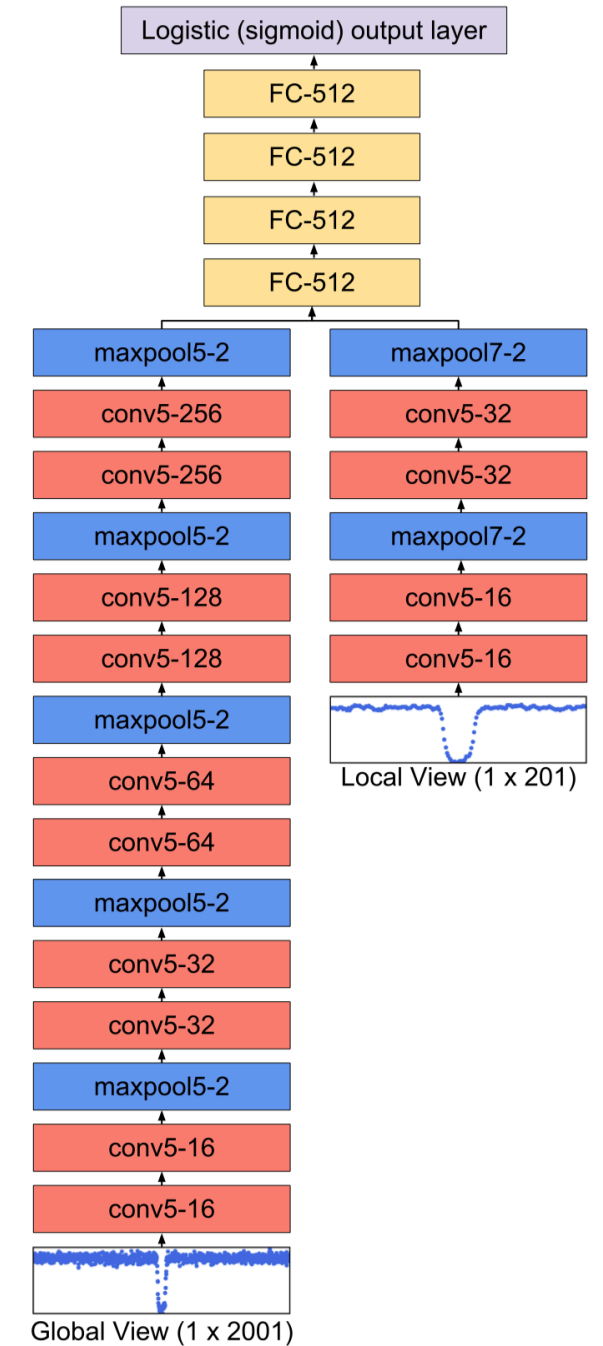 Logistic (sigmoid) output layer
FC-512
FC-512
FC-512
FC-512
maxpool5-2
conv5-256
conv5-256
maxpool5-2
conv5-128
conv5-128
maxpool5-2
conv5-64
conv5-64
maxpool5-2
conv5-32
conv5-32
maxpool5-2
conv5-16
conv5-16
Global View (1 x 2001)
maxpool7-2
conv5-32
conv5-32
maxpool7-2
conv5-16
conv5-16
Local View (1 x 201)